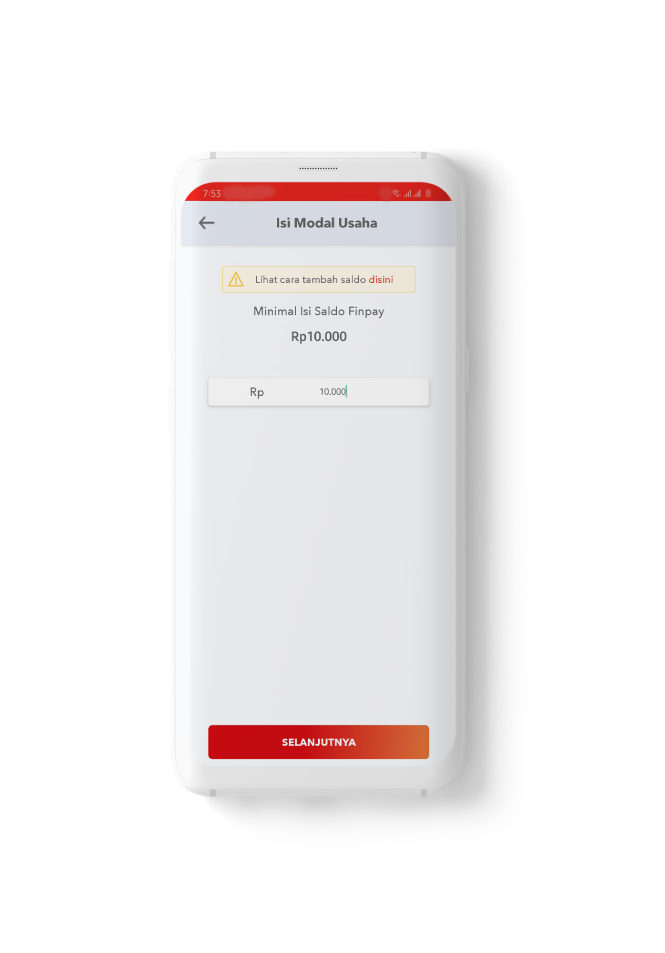 7:53
Isi Modal Usaha
Lihat cara tambah saldo disini
Minimal Isi Saldo Finpay
Rp10.000
Rp 10.000
SELANJUTNYA